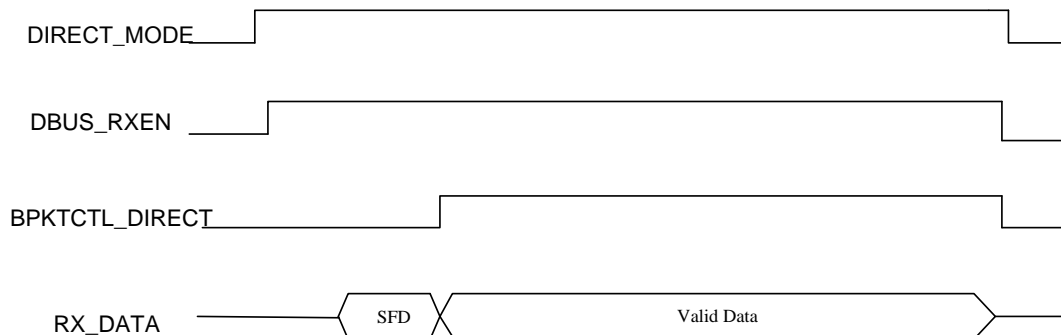 DIRECT_MODE
DBUS_RXEN
BPKTCTL_DIRECT
RX_DATA
SFD
Valid Data